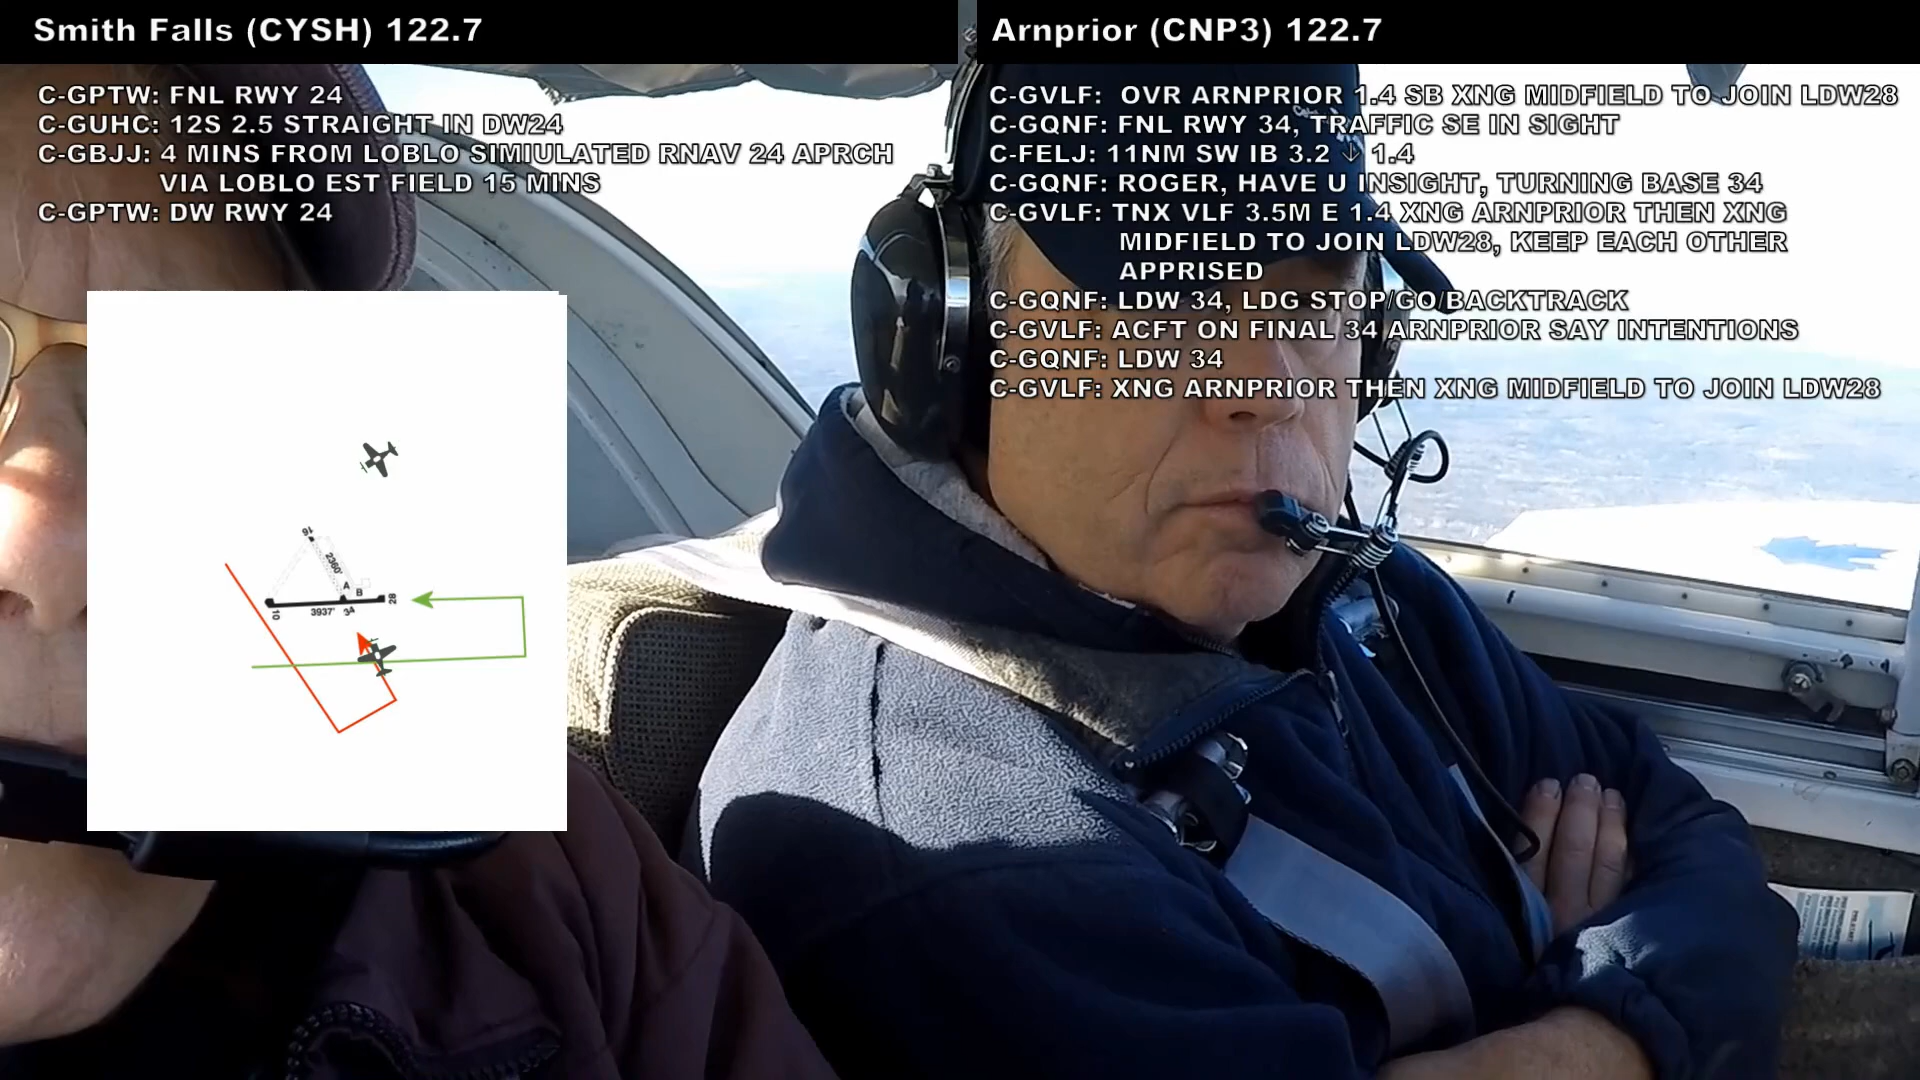 Smith Falls (CYSH) 122.7
C-GPTW: FNL RWY 24
C-GUHC: 12S 2.5 STRAIGHT IN DW24
C-GBJJ: 4 MINS FROM LOBLO SIMIULATED RNAV 24 APRCH
VIA LOBLO EST FIELD 15 MINS
C-GPTW: DW RWY 24
Arnprior (CNP3) 122.7
C-GVLF: OVR ARNPRIOR 1.4 SB XNG MIDFIELD TO JOIN LDW28
C-GQNF: FNL RWY 34, TRAFFIC SE IN SIGHT
C-FELJ: 11NM SW IB 3.2 ↓ 1.4
C-GQNF: ROGER, HAVE U INSIGHT, TURNING BASE 34
C-GVLF: TNX VLF 3.5M E 1.4 XNG ARNPRIOR THEN XNG
MIDFIELD TO JOIN LDW28, KEEP EACH OTHER
APPRISED
C-GQNF: LDW 34, LDG STOP/GO/BACKTRACK
C-GVLF: ACFT ON FINAL 34 ARNPRIOR SAY INTENTIONS
C-GQNF: LDW 34
C-GVLF: XNG ARNPRIOR THEN XNG MIDFIELD TO JOIN LDW28
16
2360'
A
B
28
10
3937'
34